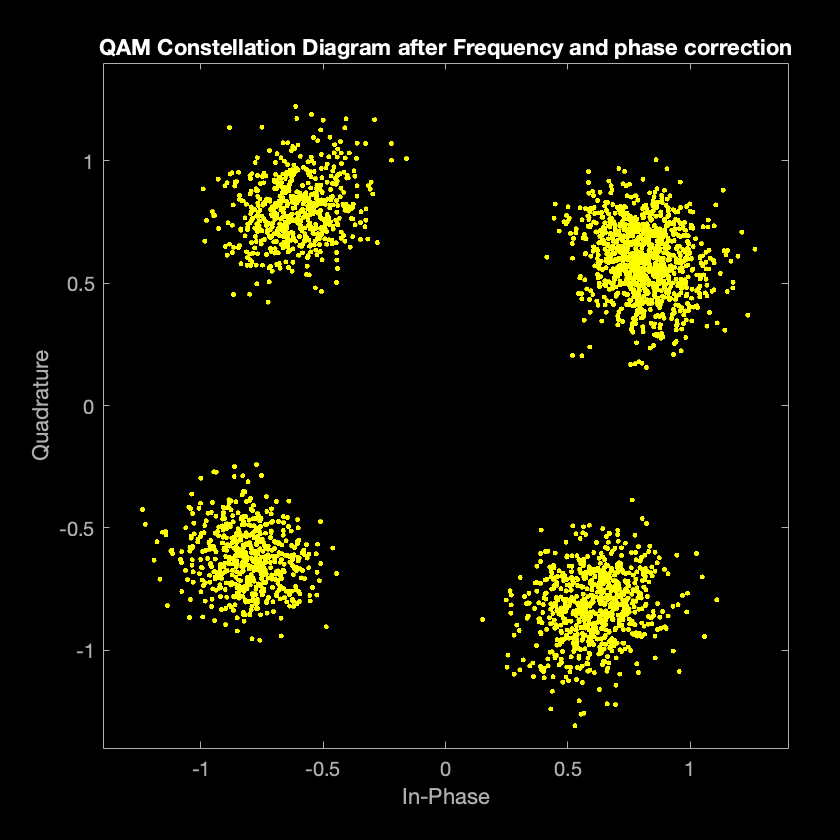 QAM Constellation Diagram after Frequency and phase correction
1
0.5
0
-0.5
-1
Quadrature
-1 -0.5 0 0.5 1
In-Phase